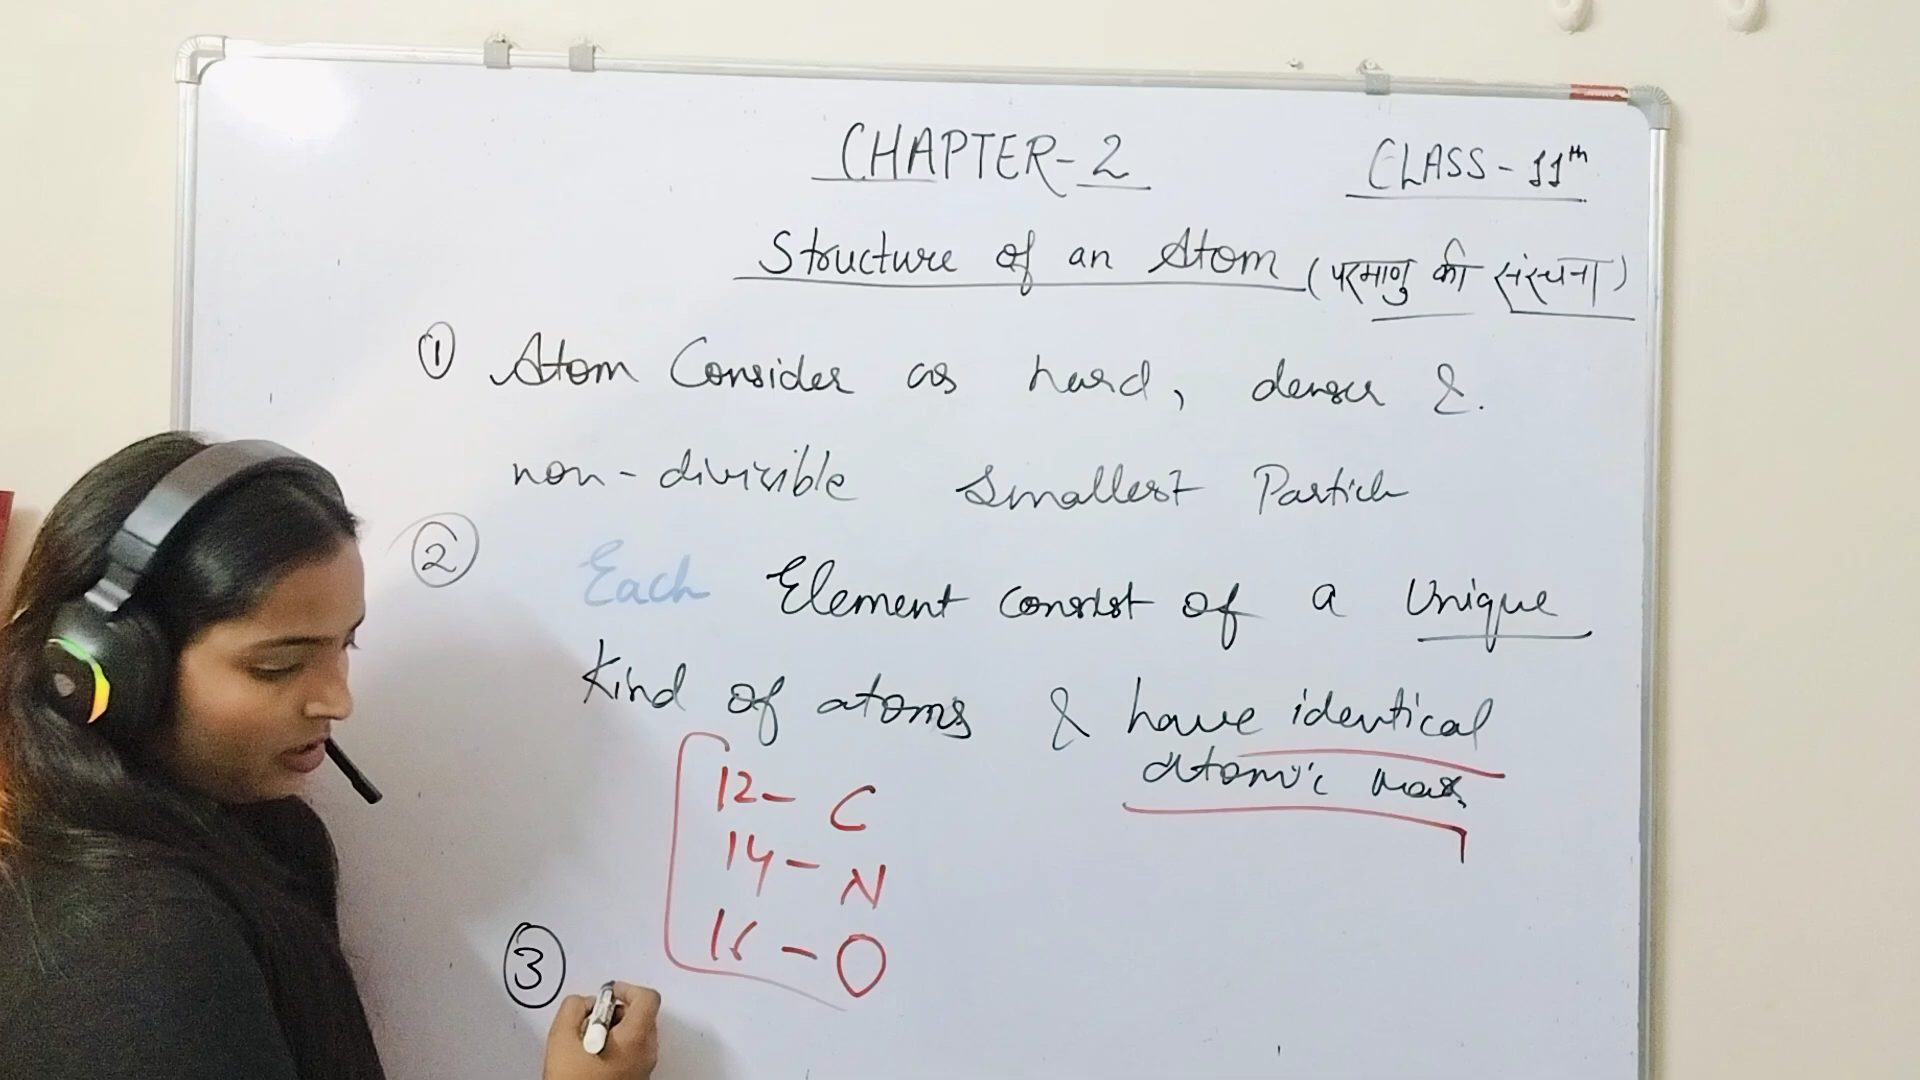 CHAPTER-2
CLASS - 11th
Structure of an Atom (परमाणु की संरचना)
① Atom Consider as hard, dense &
non-divisible Smallest Particle
② Each Element consist of a Unique
Kind of atoms & have identical
atomic mass
12 - C
14 - N
16 - O
③